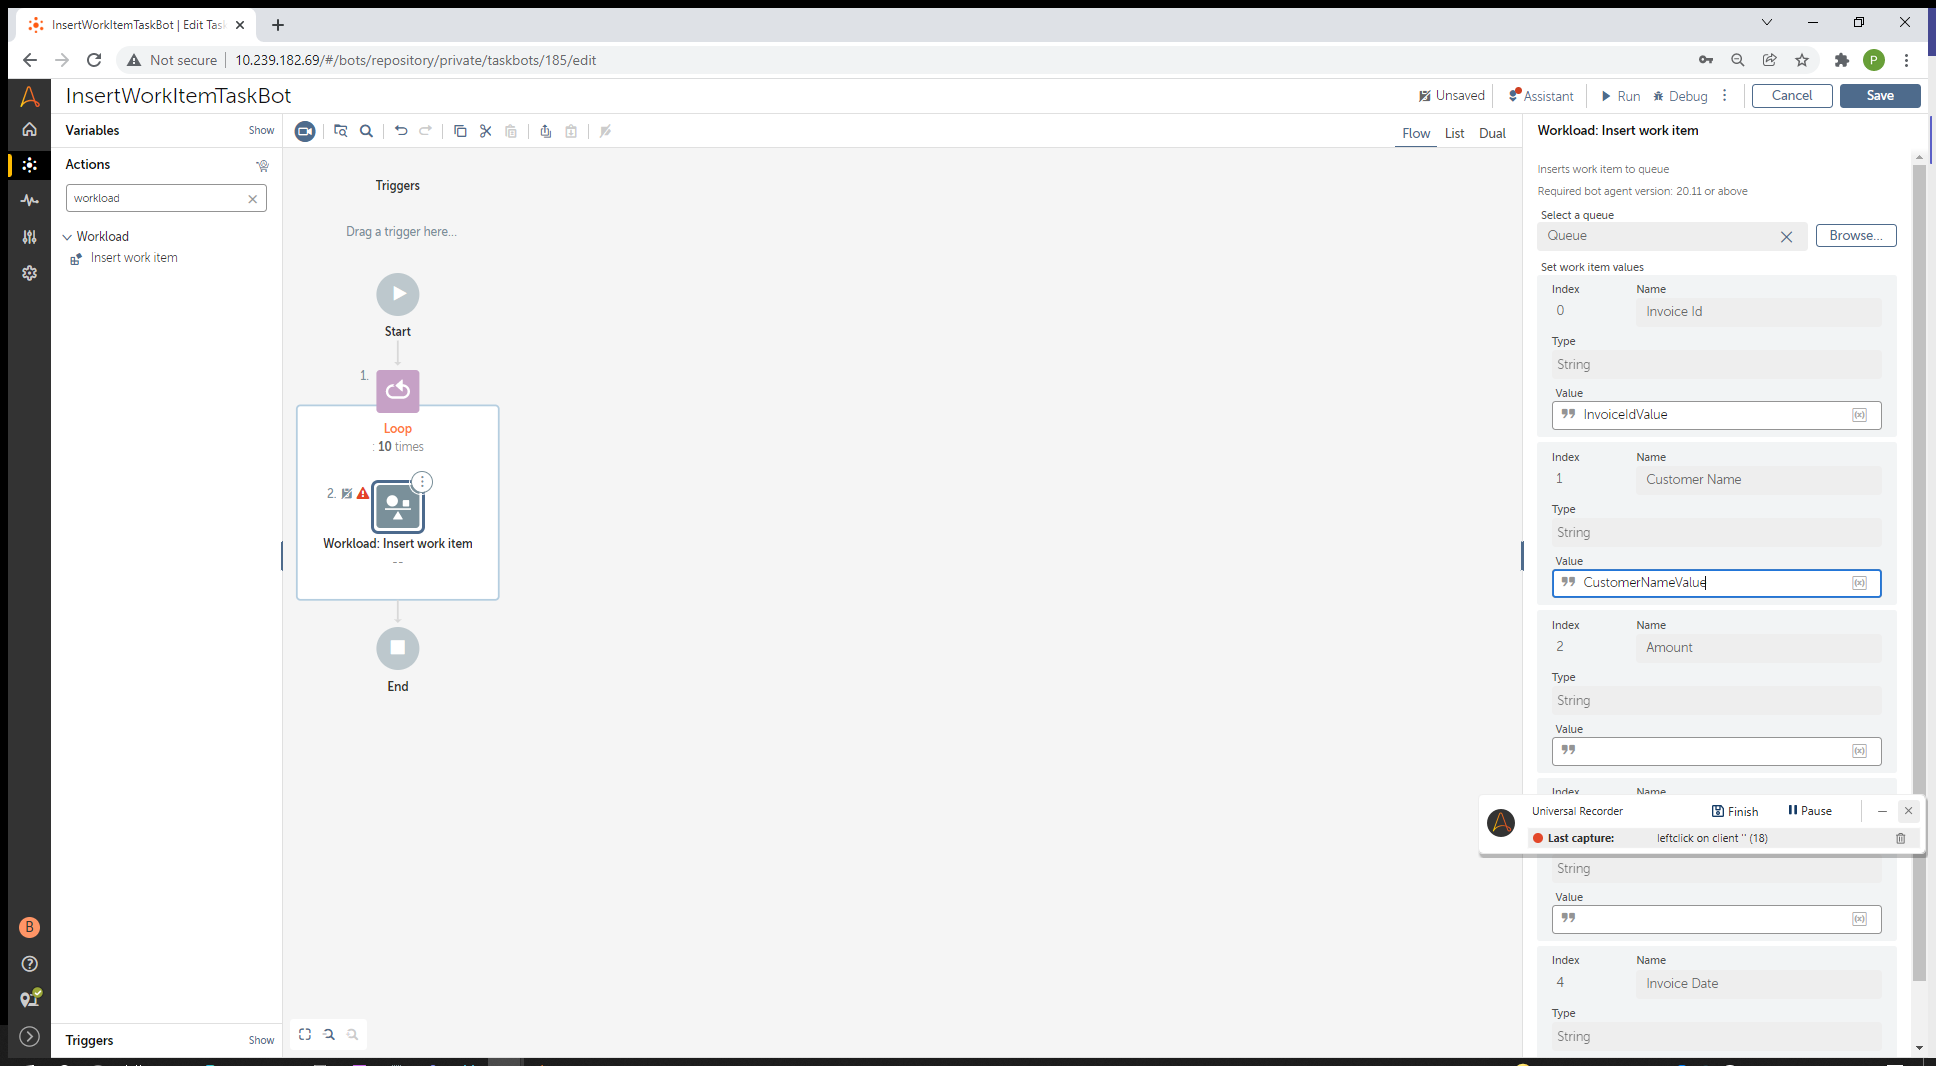 InsertWorkItemTaskBot | Edit Tas
Not secure
10.239.182.69/#/bots/repository/private/taskbots/185/edit
P
InsertWorkItemTaskBot
Unsaved
Assistant
Run
Debug
Cancel
Save
Variables
Show
Flow
List
Dual
Workload: Insert work item
Actions
workload
Workload
Insert work item
Triggers
Drag a trigger here...
Start
1.
Loop
: 10 times
2.
Workload: Insert work item
--
End
Inserts work item to queue
Required bot agent version: 20.11 or above
Select a queue
Queue
Browse...
Set work item values
Index
Name
0
Invoice Id
Type
String
Value
InvoiceIdValue
(x)
Index
Name
1
Customer Name
Type
String
Value
CustomerNameValue
(x)
Index
Name
2
Amount
Type
String
Value
(x)
Index
Name
Universal Recorder
Finish
Pause
Last capture:
leftclick on client '' (18)
String
Value
(x)
Index
Name
4
Invoice Date
Type
String
B
Triggers
Show